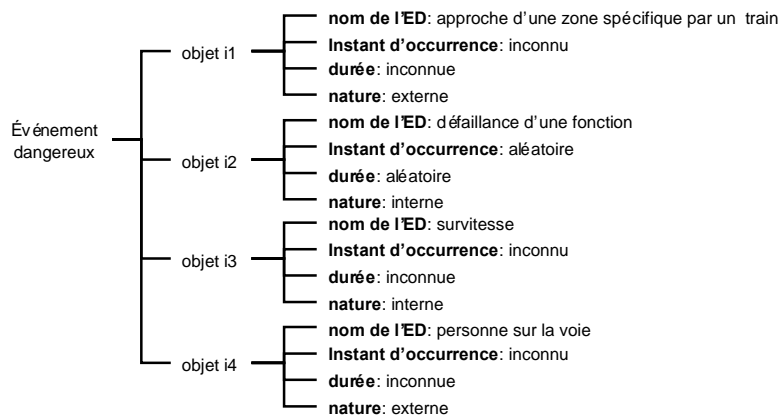 nom de l'ED: approche d'une zone spécifique par un train
objet i1
Instant d'occurrence: inconnu
durée: inconnue
nature: externe
Événement
dangereux
nom de l'ED: défaillance d'une fonction
objet i2
Instant d'occurrence: aléatoire
durée: aléatoire
nature: interne
nom de l'ED: survitesse
objet i3
Instant d'occurrence: inconnu
durée: inconnue
nature: interne
nom de l'ED: personne sur la voie
objet i4
Instant d'occurrence: inconnu
durée: inconnue
nature: externe